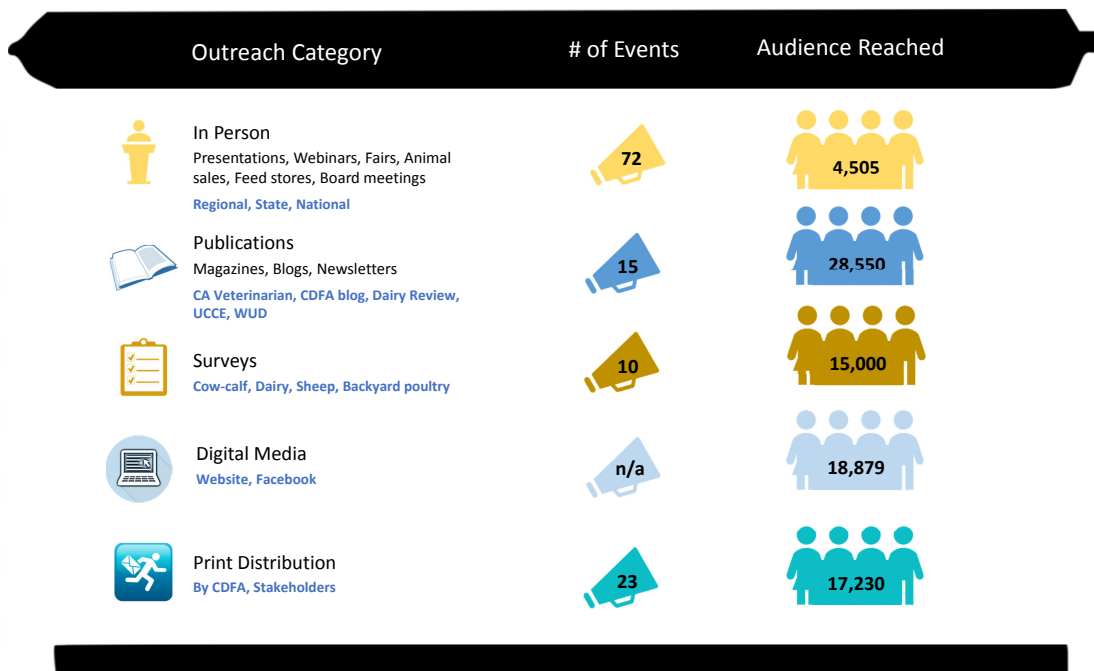 Outreach Category # of Events Audience Reached
In Person
Presentations, Webinars, Fairs, Animal
sales, Feed stores, Board meetings
Regional, State, National
72
4,505
Publications
Magazines, Blogs, Newsletters
CA Veterinarian, CDFA blog, Dairy Review,
UCCE, WUD
15
28,550
Surveys
Cow-calf, Dairy, Sheep, Backyard poultry
10
15,000
Digital Media
Website, Facebook
n/a
18,879
Print Distribution
By CDFA, Stakeholders
23
17,230